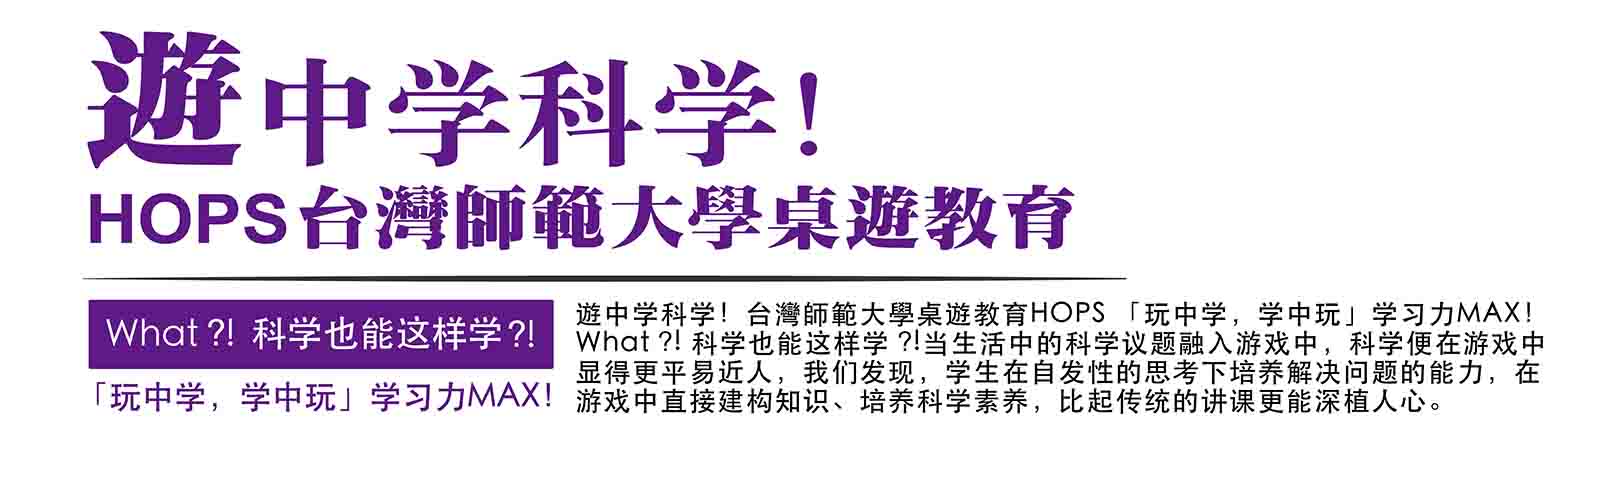 遊中学科学！
HOPS台灣師範大學桌遊教育
What ?! 科学也能这样学?!
「玩中学，学中玩」学习力MAX！
遊中学科学！台灣師範大學桌遊教育HOPS 「玩中学，学中玩」学习力MAX！
What ?! 科学也能这样学 ?!当生活中的科学议题融入游戏中，科学便在游戏中
显得更平易近人，我们发现，学生在自发性的思考下培养解决问题的能力，在
游戏中直接建构知识、培养科学素养，比起传统的讲课更能深植人心。